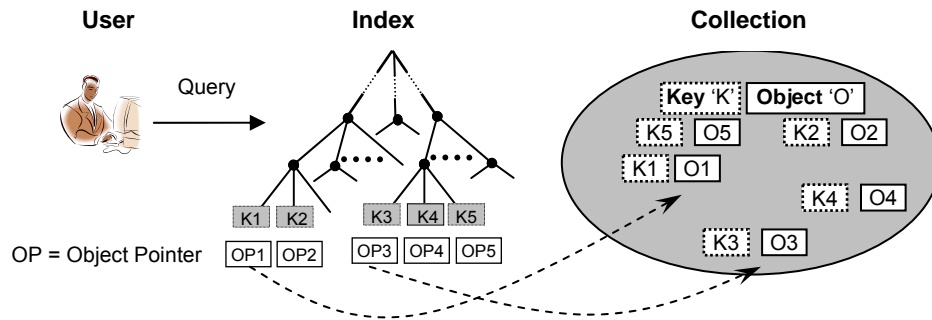 User
Index
Collection
Query
Key 'K' Object 'O'
K5 O5 K2 O2
K1 O1
K4 O4
K3 O3
K1 K2 K3 K4 K5
OP = Object Pointer OP1 OP2 OP3 OP4 OP5